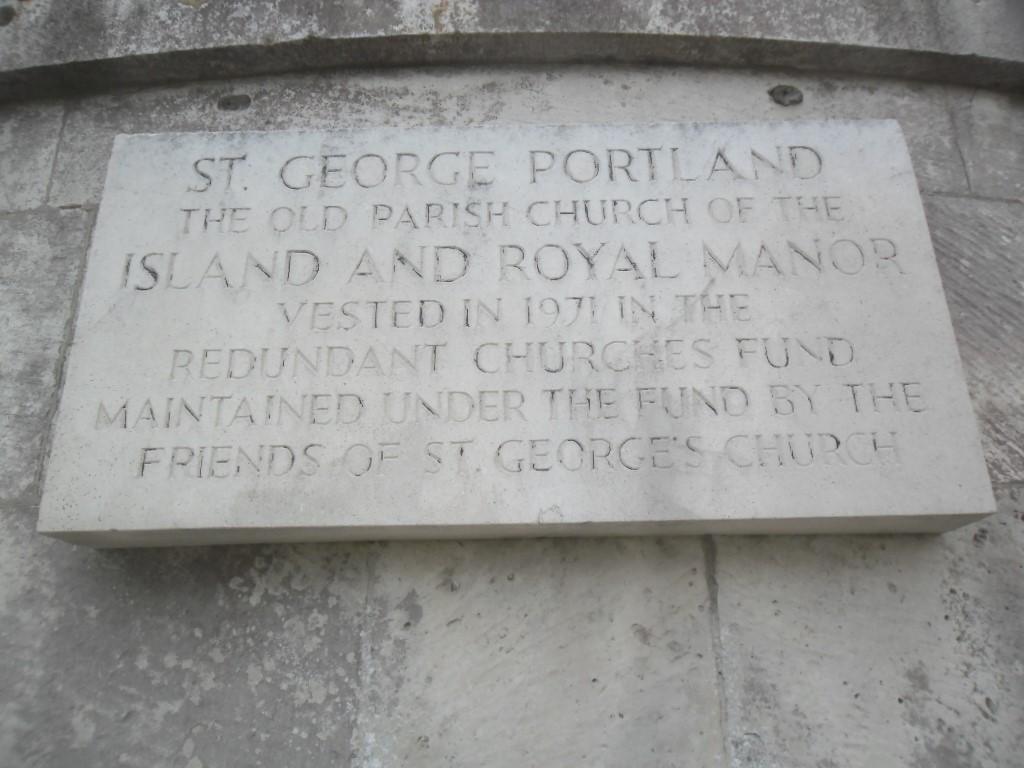 ST. GEORGE PORTLAND
THE OLD PARISH CHURCH OF THE
ISLAND AND ROYAL MANOR
VESTED IN 1971 IN THE
REDUNDANT CHURCHES FUND
MAINTAINED UNDER THE FUND BY THE
FRIENDS OF ST. GEORGE'S CHURCH